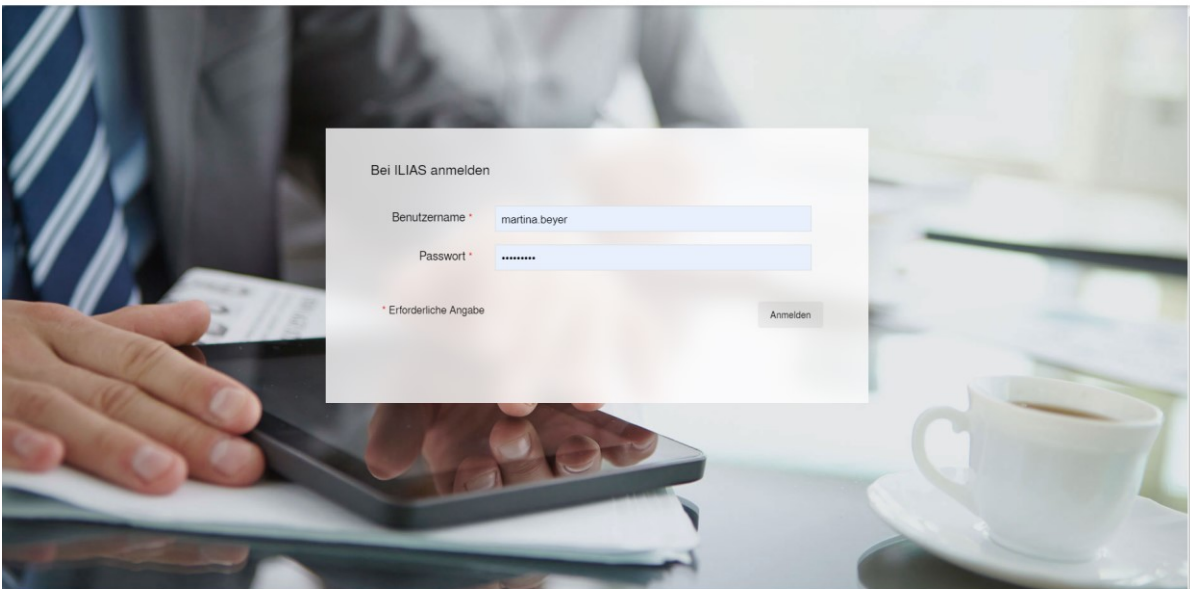 Bei ILIAS anmelden
Benutzername * martina.beyer
Passwort * •••••••••
* Erforderliche Angabe
Anmelden